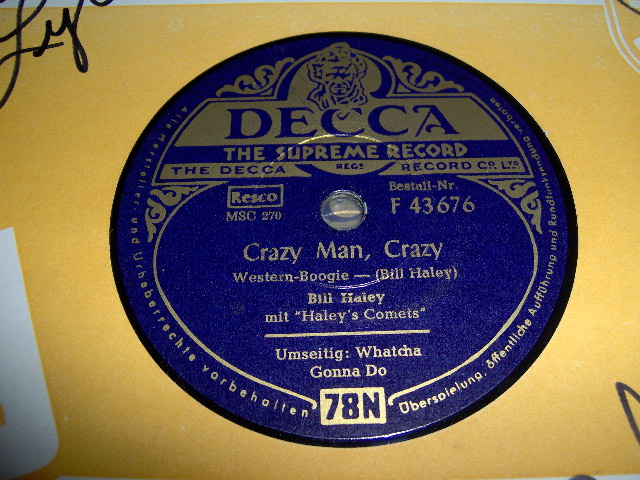 Ly
DECCA
THE SUPREME RECORD
THE DECCA REGD RECORD CO. LTD
Resco
MSC 270
Bestell-Nr.
F 43676
Crazy Man, Crazy
Western-Boogie — (Bill Haley)
Bill Haley
mit "Haley's Comets"
Umseitig: Whatcha
Gonna Do
78N
Alle Hersteller- und Urheberrechte vorbehalten
Überspielung, öffentliche Aufführung und Rundfunksendung verboten